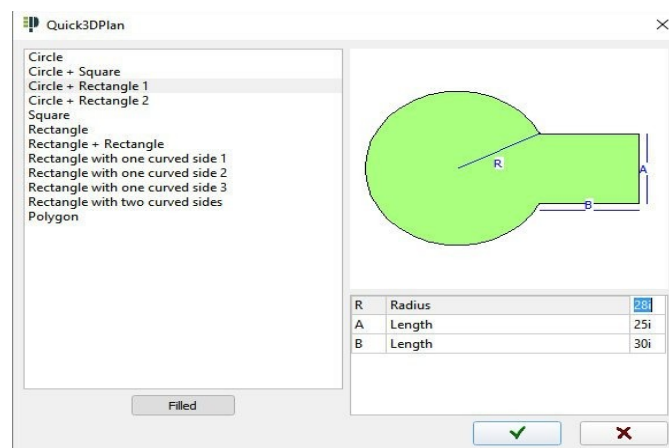 Quick3DPlan
Circle
Circle + Square
Circle + Rectangle 1
Circle + Rectangle 2
Square
Rectangle
Rectangle + Rectangle
Rectangle with one curved side 1
Rectangle with one curved side 2
Rectangle with one curved side 3
Rectangle with two curved sides
Polygon
Filled
R
A
B
R Radius 28i
A Length 25i
B Length 30i